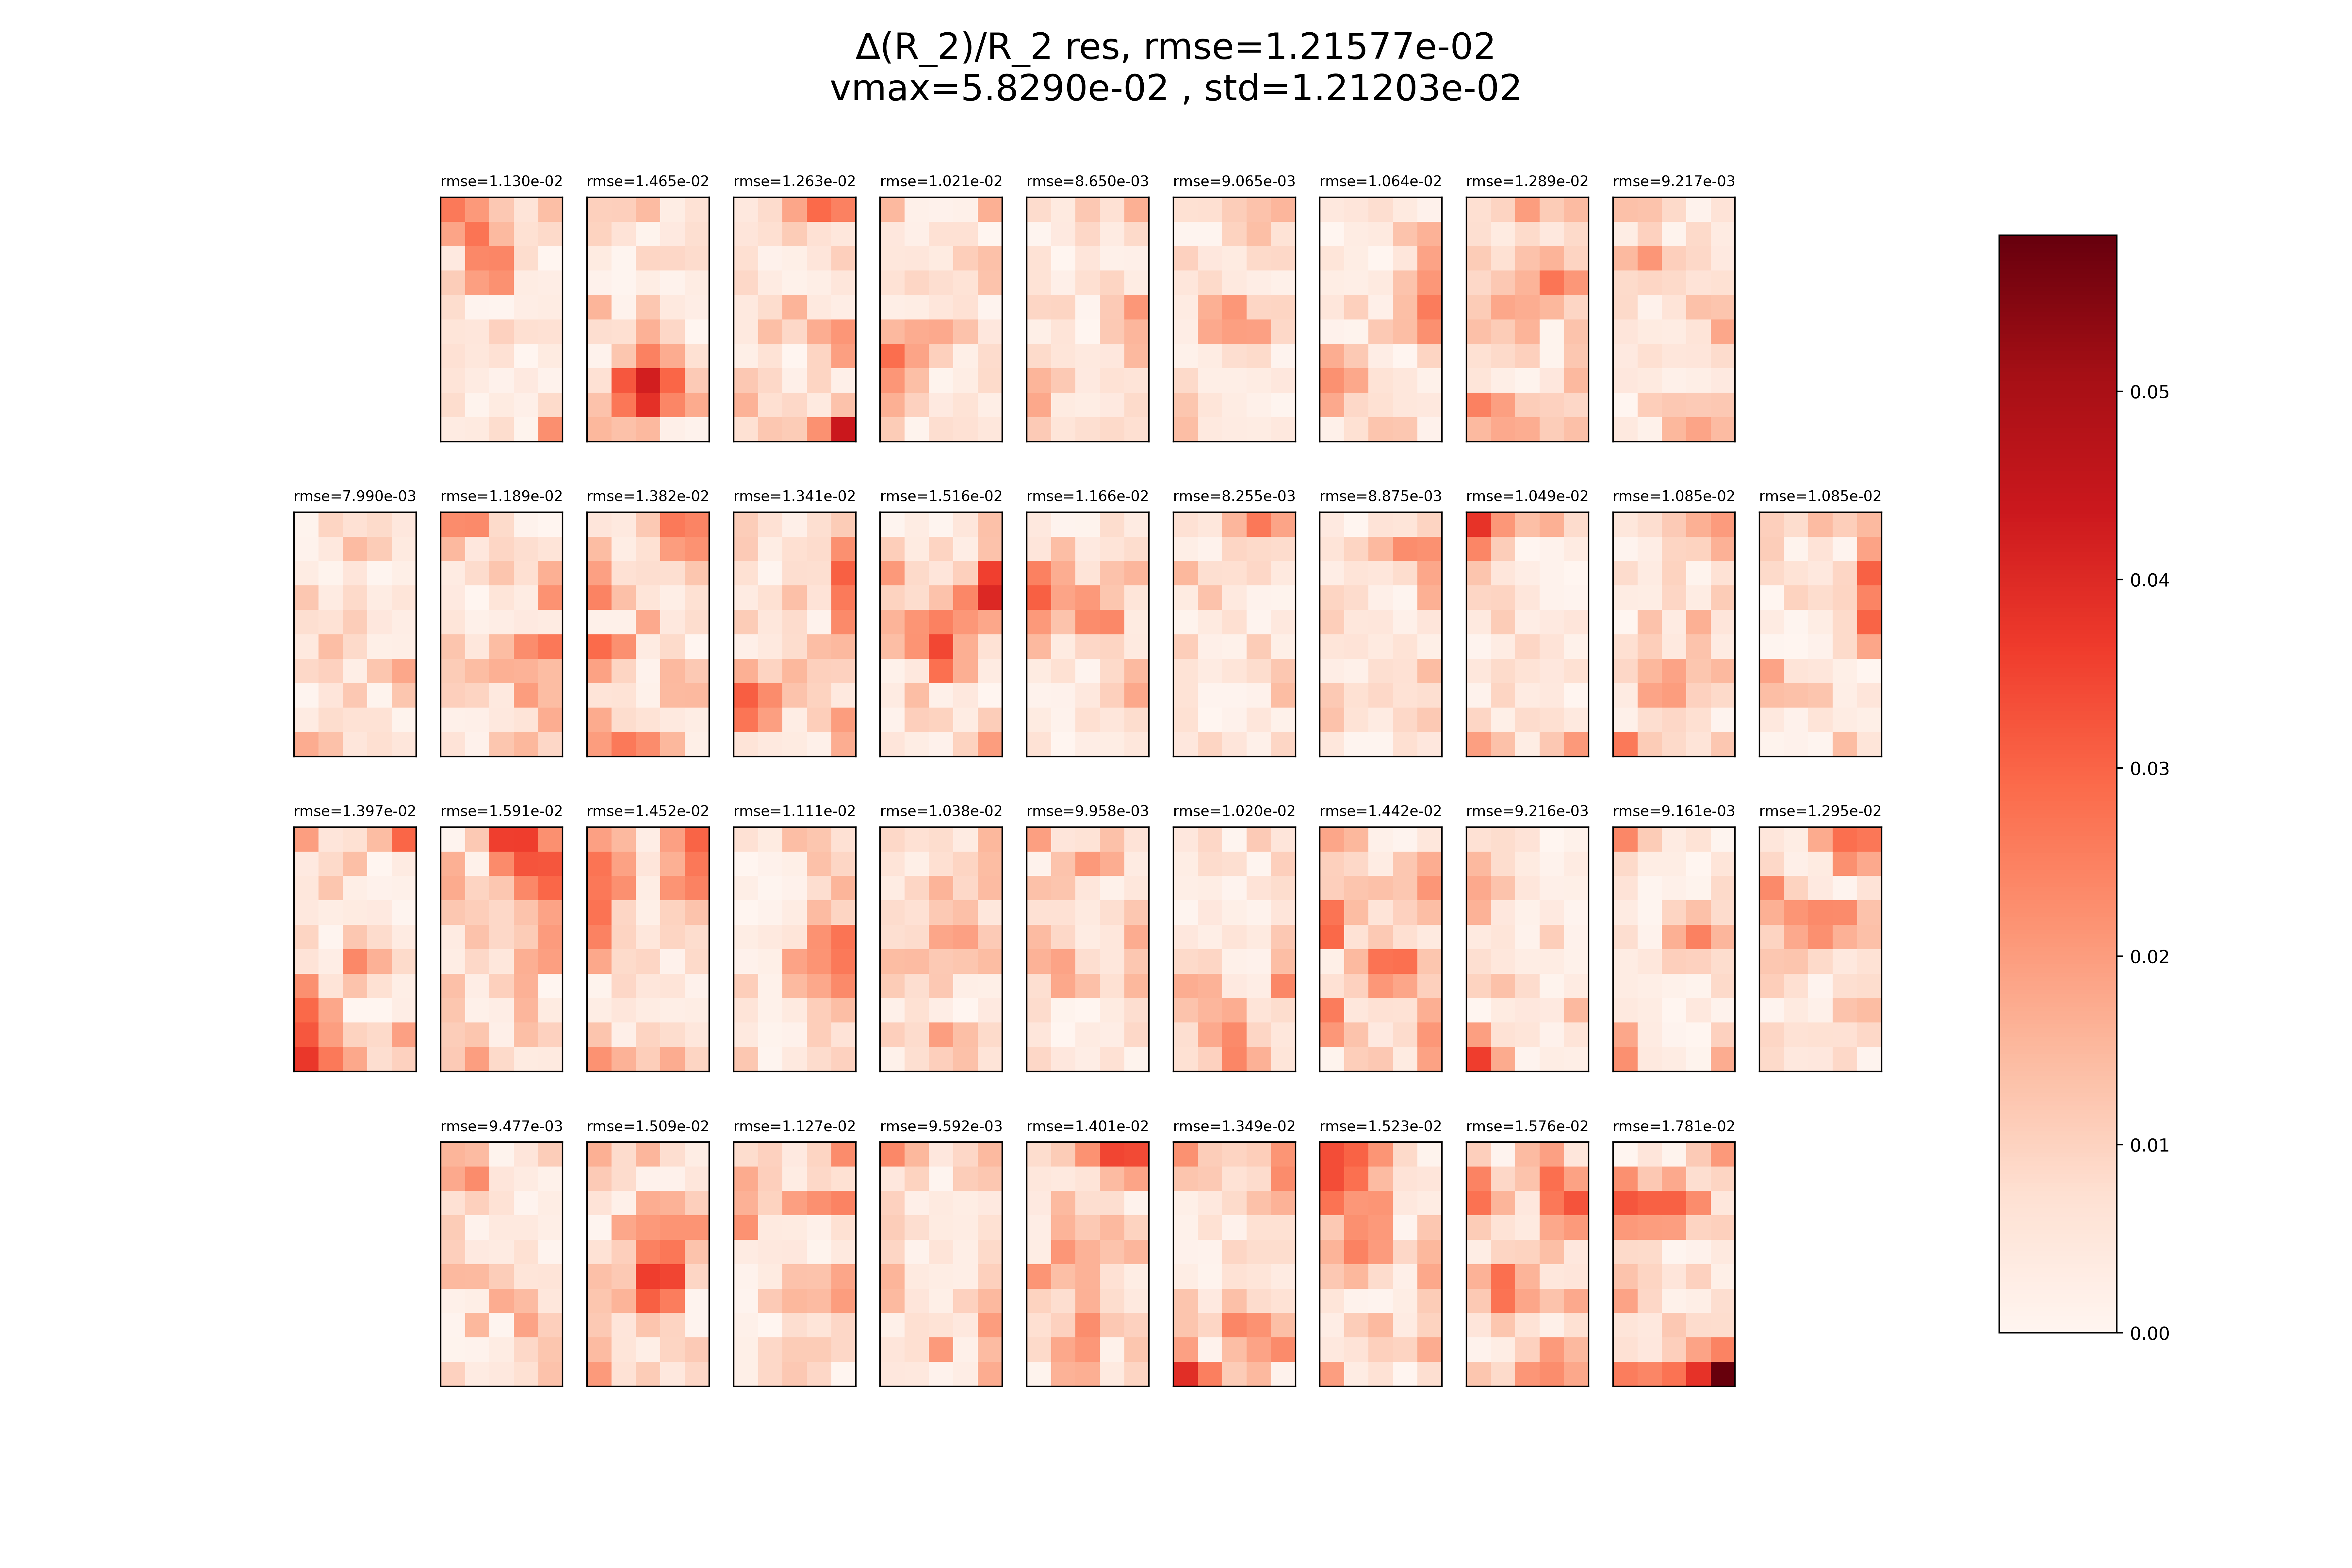 Δ(R_2)/R_2 res, rmse=1.21577e-02
vmax=5.8290e-02 , std=1.21203e-02
rmse=1.130e-02 rmse=1.465e-02 rmse=1.263e-02 rmse=1.021e-02 rmse=8.650e-03 rmse=9.065e-03 rmse=1.064e-02 rmse=1.289e-02 rmse=9.217e-03
rmse=7.990e-03 rmse=1.189e-02 rmse=1.382e-02 rmse=1.341e-02 rmse=1.516e-02 rmse=1.166e-02 rmse=8.255e-03 rmse=8.875e-03 rmse=1.049e-02 rmse=1.085e-02 rmse=1.085e-02
rmse=1.397e-02 rmse=1.591e-02 rmse=1.452e-02 rmse=1.111e-02 rmse=1.038e-02 rmse=9.958e-03 rmse=1.020e-02 rmse=1.442e-02 rmse=9.216e-03 rmse=9.161e-03 rmse=1.295e-02
rmse=9.477e-03 rmse=1.509e-02 rmse=1.127e-02 rmse=9.592e-03 rmse=1.401e-02 rmse=1.349e-02 rmse=1.523e-02 rmse=1.576e-02 rmse=1.781e-02
0.05
0.04
0.03
0.02
0.01
0.00